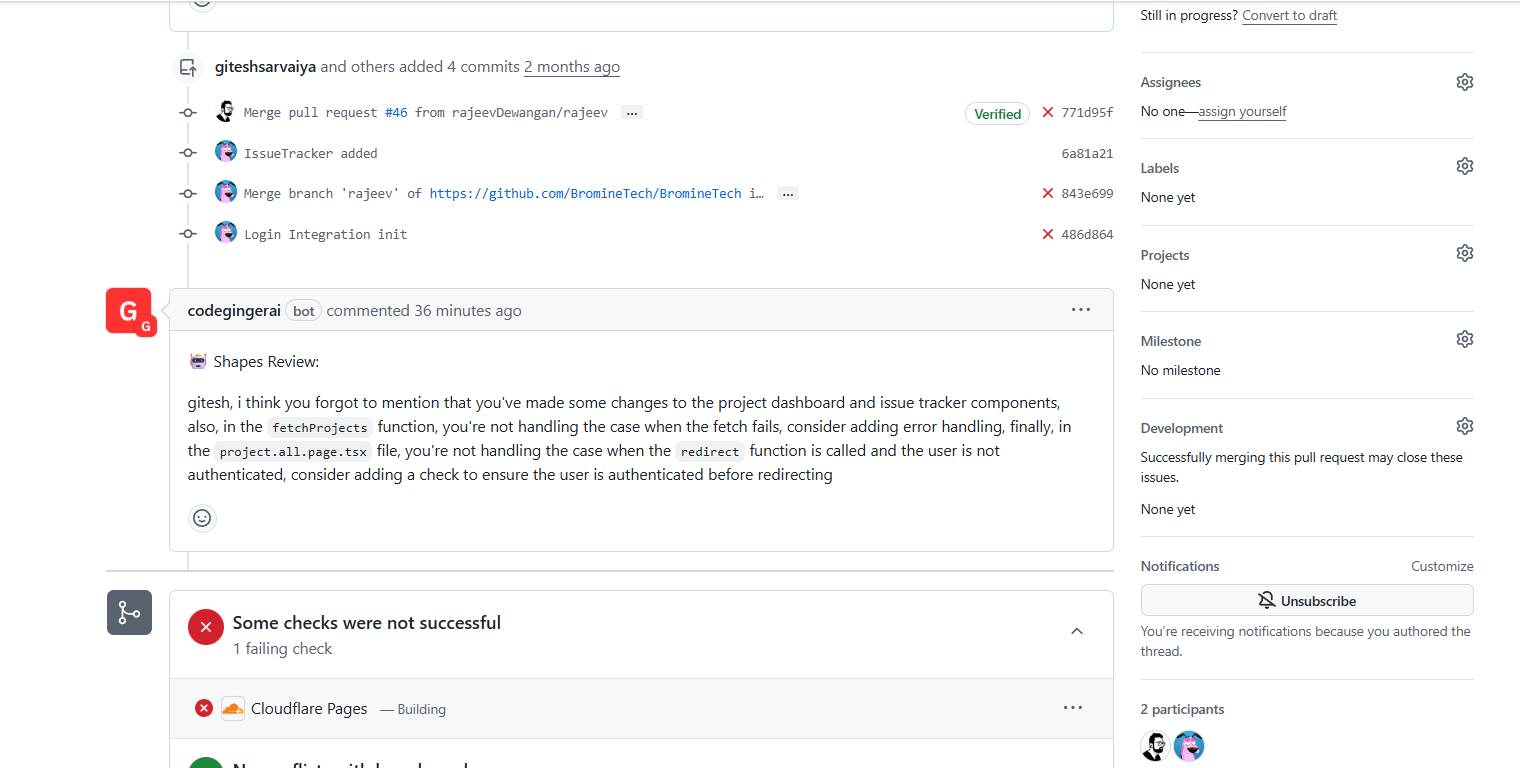 Still in progress? Convert to draft
giteshsarvaiya and others added 4 commits 2 months ago
Merge pull request #46 from rajeevDewangan/rajeev ...
Verified 771d95f
IssueTracker added
6a81a21
Merge branch 'rajeev' of https://github.com/BromineTech/BromineTech i… ...
843e699
Login Integration init
486d864
G
G
codegingerai bot commented 36 minutes ago
Shapes Review:
gitesh, i think you forgot to mention that you've made some changes to the project dashboard and issue tracker components,
also, in the fetchProjects function, you're not handling the case when the fetch fails, consider adding error handling, finally, in
the project.all.page.tsx file, you're not handling the case when the redirect function is called and the user is not
authenticated, consider adding a check to ensure the user is authenticated before redirecting
Some checks were not successful
1 failing check
Cloudflare Pages — Building
Assignees
No one—assign yourself
Labels
None yet
Projects
None yet
Milestone
No milestone
Development
Successfully merging this pull request may close these
issues.
None yet
Notifications
Customize
Unsubscribe
You're receiving notifications because you authored the
thread.
2 participants